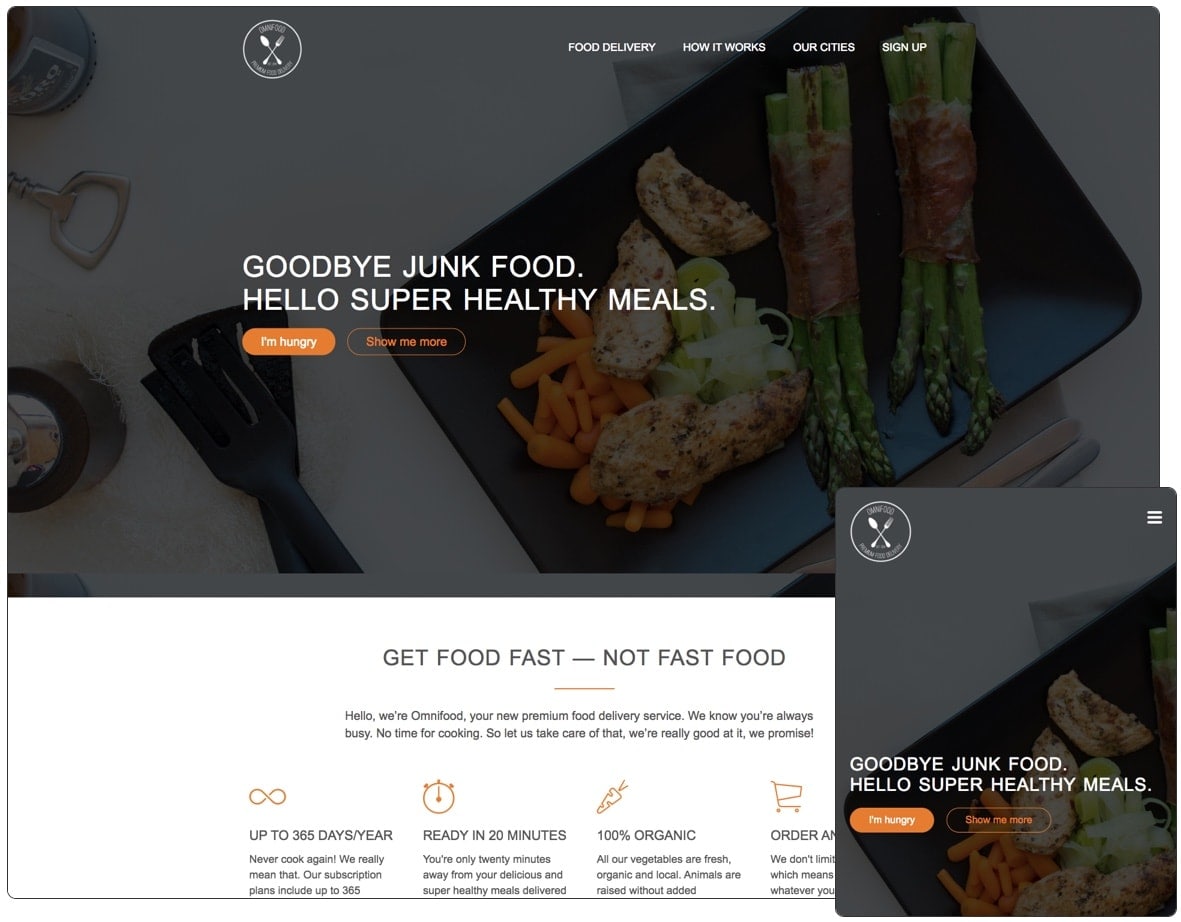 OMNIFOOD
PREMIUM FOOD DELIVERY
FOOD DELIVERY HOW IT WORKS OUR CITIES SIGN UP
GOODBYE JUNK FOOD.
HELLO SUPER HEALTHY MEALS.
I'm hungry Show me more
GET FOOD FAST — NOT FAST FOOD
Hello, we're Omnifood, your new premium food delivery service. We know you're always
busy. No time for cooking. So let us take care of that, we're really good at it, we promise!
UP TO 365 DAYS/YEAR
Never cook again! We really
mean that. Our subscription
plans include up to 365
READY IN 20 MINUTES
You're only twenty minutes
away from your delicious and
super healthy meals delivered
100% ORGANIC
All our vegetables are fresh,
organic and local. Animals are
raised without added
ORDER AN
We don't limit
which means
whatever you
OMNIFOOD
PREMIUM FOOD DELIVERY
GOODBYE JUNK FOOD.
HELLO SUPER HEALTHY MEALS.
I'm hungry Show me more